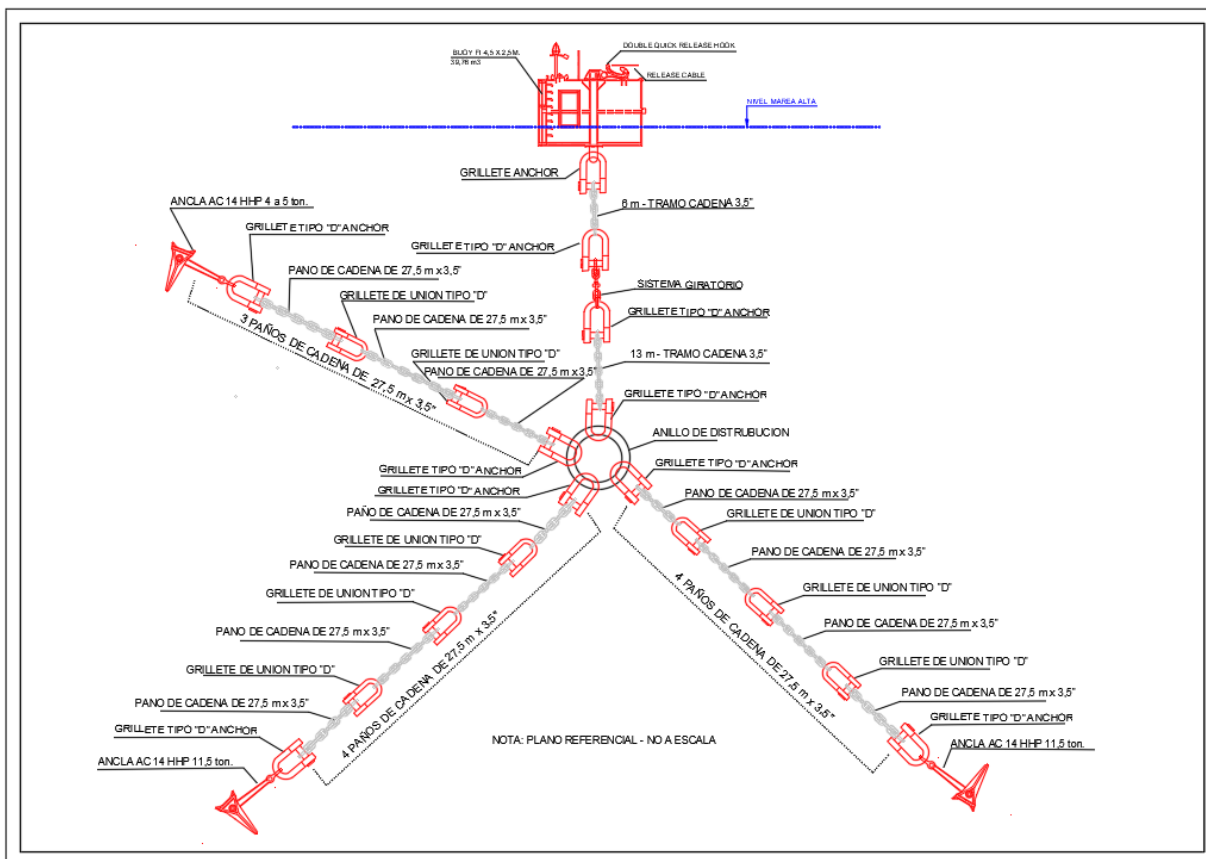 BUOY FI 4,5 X 2,5M.
39,76 m3
DOUBLE QUICK RELEASE HOOK
RELEASE CABLE
NIVEL MAREA ALTA
GRILLETE ANCHOR
6 m - TRAMO CADENA 3,5"
ANCLA AC 14 HHP 4 a 5 ton.
GRILLETE TIPO "D" ANCHOR
GRILLETE TIPO "D" ANCHOR
PANO DE CADENA DE 27,5 m x 3,5"
SISTEMA GIRATORIO
GRILLETE DE UNION TIPO "D"
GRILLETE TIPO "D" ANCHOR
PANO DE CADENA DE 27,5 m x 3,5"
3 PAÑOS DE CADENA DE 27,5 m x 3,5"
GRILLETE DE UNION TIPO "D"
13 m - TRAMO CADENA 3,5"
PANO DE CADENA DE 27,5 m x 3,5"
GRILLETE TIPO "D" ANCHOR
ANILLO DE DISTRUBUCION
GRILLETE TIPO "D" ANCHOR
GRILLETE TIPO "D" ANCHOR
GRILLETE TIPO "D" ANCHOR
PANO DE CADENA DE 27,5 m x 3,5"
PAÑO DE CADENA DE 27,5 m x 3,5"
GRILLETE DE UNION TIPO "D"
GRILLETE DE UNION TIPO "D"
PANO DE CADENA DE 27,5 m x 3,5"
PANO DE CADENA DE 27,5 m x 3,5"
GRILLETE DE UNION TIPO "D"
GRILLETE DE UNION TIPO "D"
PANO DE CADENA DE 27,5 m x 3,5"
PANO DE CADENA DE 27,5 m x 3,5"
4 PAÑOS DE CADENA DE 27,5 m x 3,5"
4 PAÑOS DE CADENA DE 27,5 m x 3,5"
GRILLETE DE UNION TIPO "D"
GRILLETE DE UNION TIPO "D"
PANO DE CADENA DE 27,5 m x 3,5"
PANO DE CADENA DE 27,5 m x 3,5"
GRILLETE TIPO "D" ANCHOR
GRILLETE TIPO "D" ANCHOR
NOTA: PLANO REFERENCIAL - NO A ESCALA
ANCLA AC 14 HHP 11,5 ton.
ANCLA AC 14 HHP 11,5 ton.